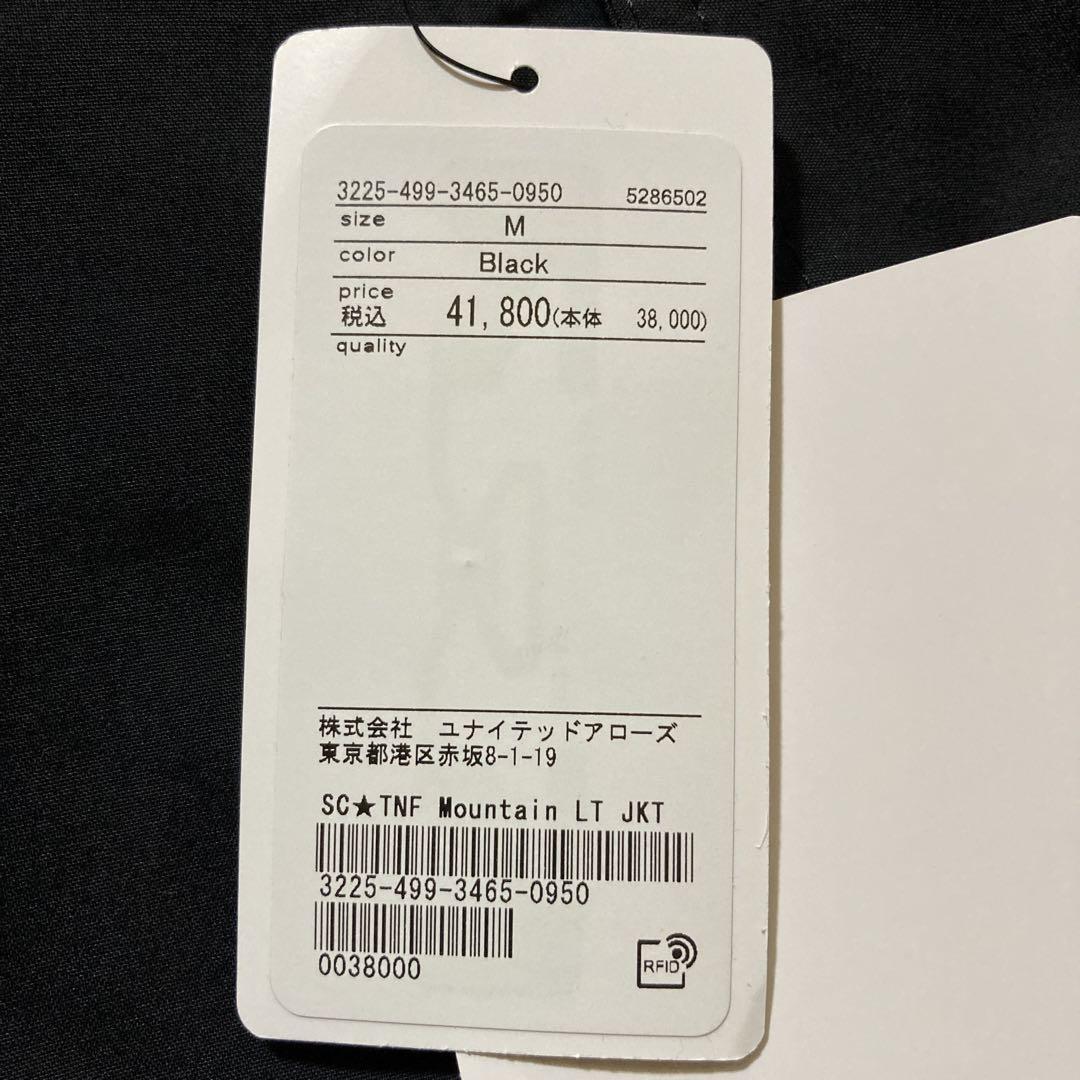 3225-499-3465-0950 5286502
size M
color Black
price
税込 41,800(本体 38,000)
quality
株式会社 ユナイテッドアローズ
東京都港区赤坂8-1-19
SC★TNF Mountain LT JKT
3225-499-3465-0950
0038000
RFID